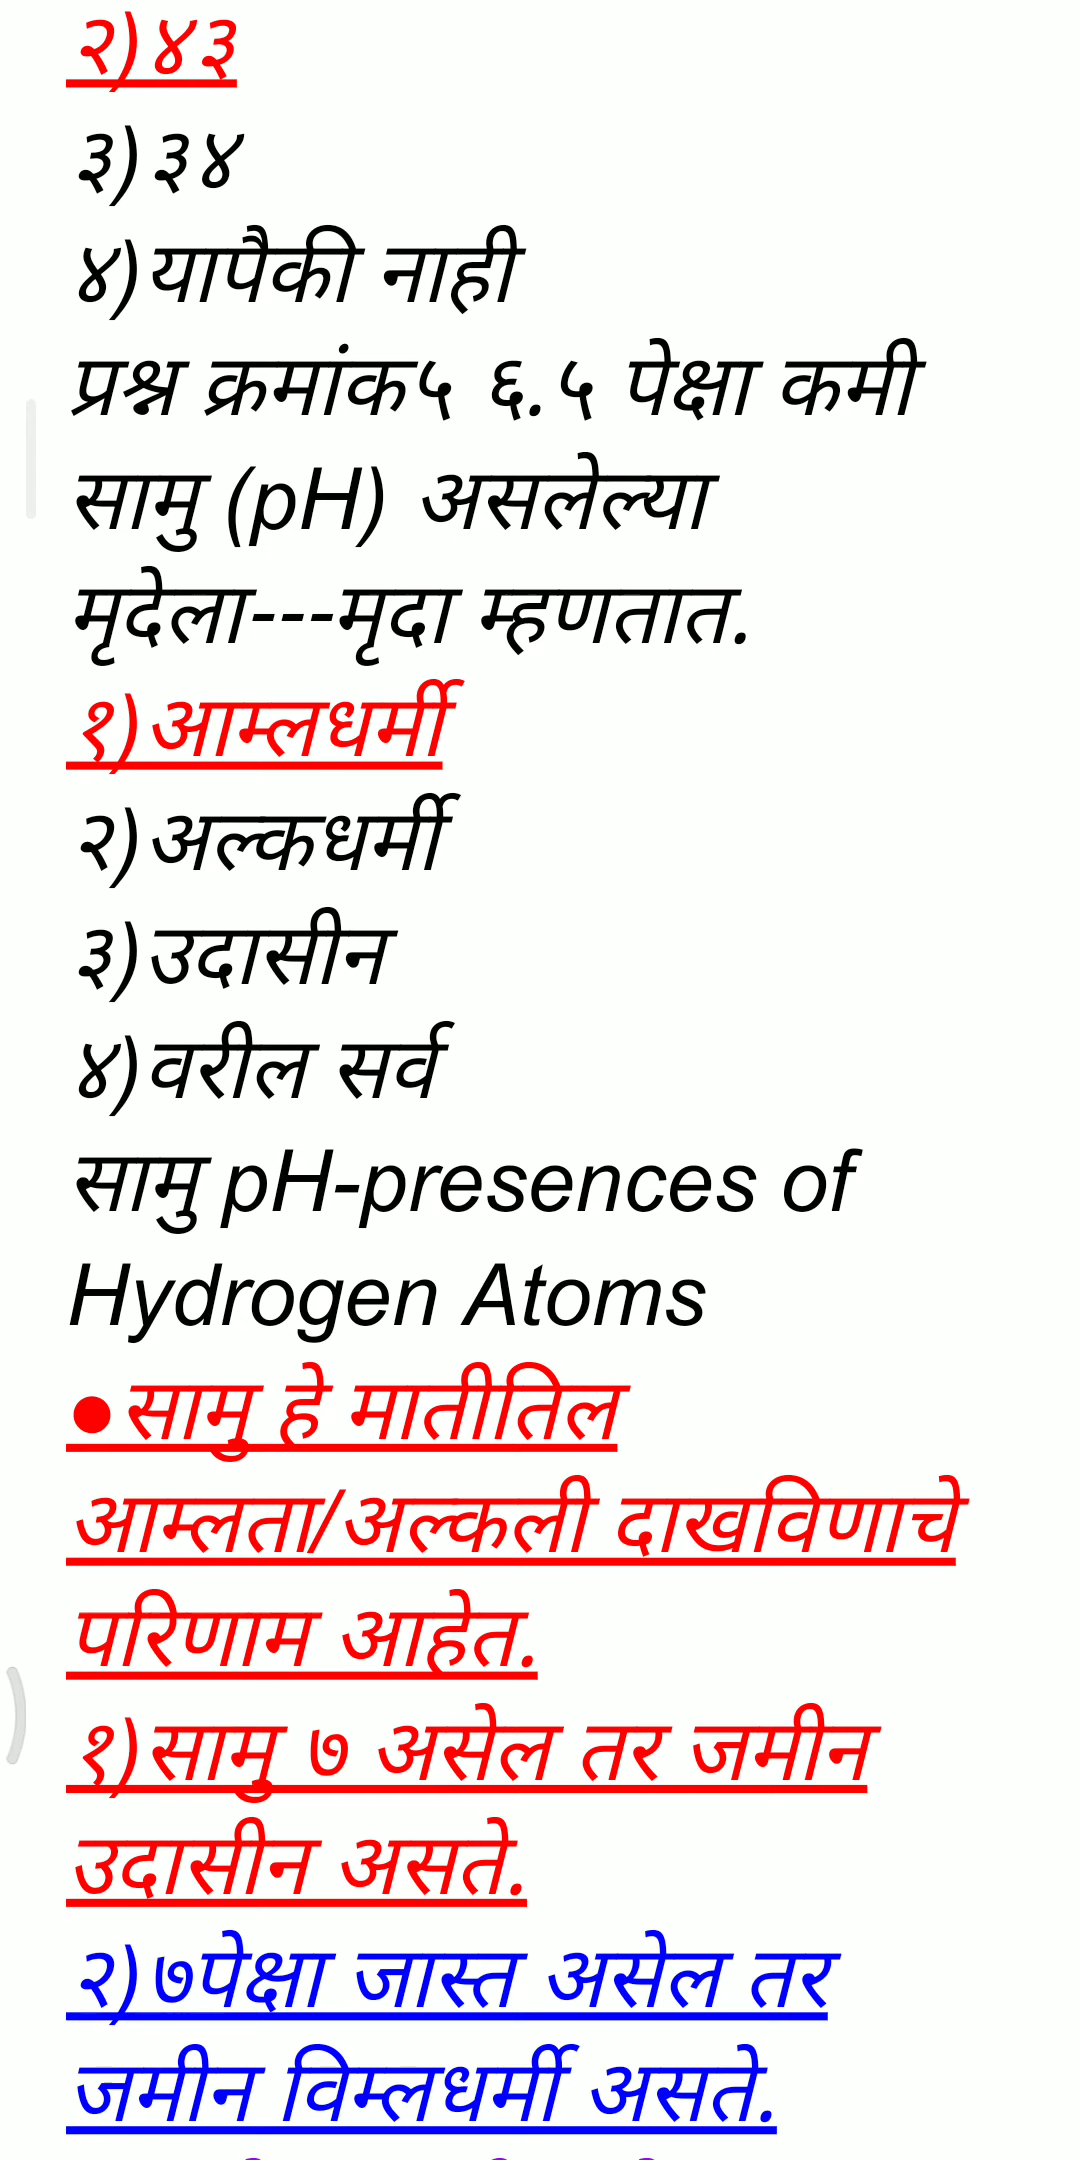 २)४३
३)३४
४)यापैकी नाही
प्रश्न क्रमांक५ ६.५ पेक्षा कमी
सामु (pH) असलेल्या
मृदेला---मृदा म्हणतात.
१)आम्लधर्मी
२)अल्कधर्मी
३)उदासीन
४)वरील सर्व
सामु pH-presences of
Hydrogen Atoms
●सामु हे मातीतिल
आम्लता/अल्कली दाखविणाचे
परिणाम आहेत.
१)सामु ७ असेल तर जमीन
उदासीन असते.
२)७पेक्षा जास्त असेल तर
जमीन विम्लधर्मी असते.